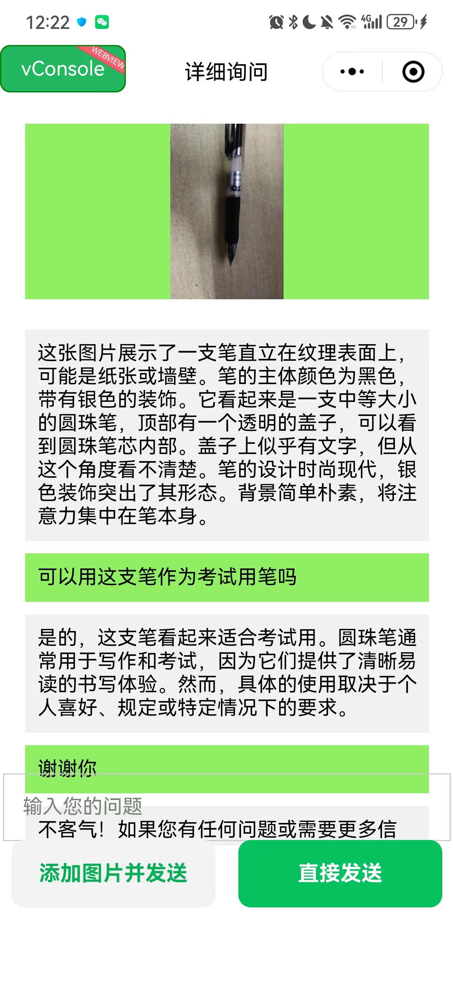 12:22
4G
29
vConsole
WEBVIEW
详细询问
这张图片展示了一支笔直立在纹理表面上，
可能是纸张或墙壁。笔的主体颜色为黑色，
带有银色的装饰。它看起来是一支中等大小
的圆珠笔，顶部有一个透明的盖子，可以看
到圆珠笔芯内部。盖子上似乎有文字，但从
这个角度看不清楚。笔的设计时尚现代，银
色装饰突出了其形态。背景简单朴素，将注
意力集中在笔本身。
可以用这支笔作为考试用笔吗
是的，这支笔看起来适合考试用。圆珠笔通
常用于写作和考试，因为它们提供了清晰易
读的书写体验。然而，具体的使用取决于个
人喜好、规定或特定情况下的要求。
谢谢你
输入您的问题
不客气！如果您有任何问题或需要更多信
添加图片并发送
直接发送